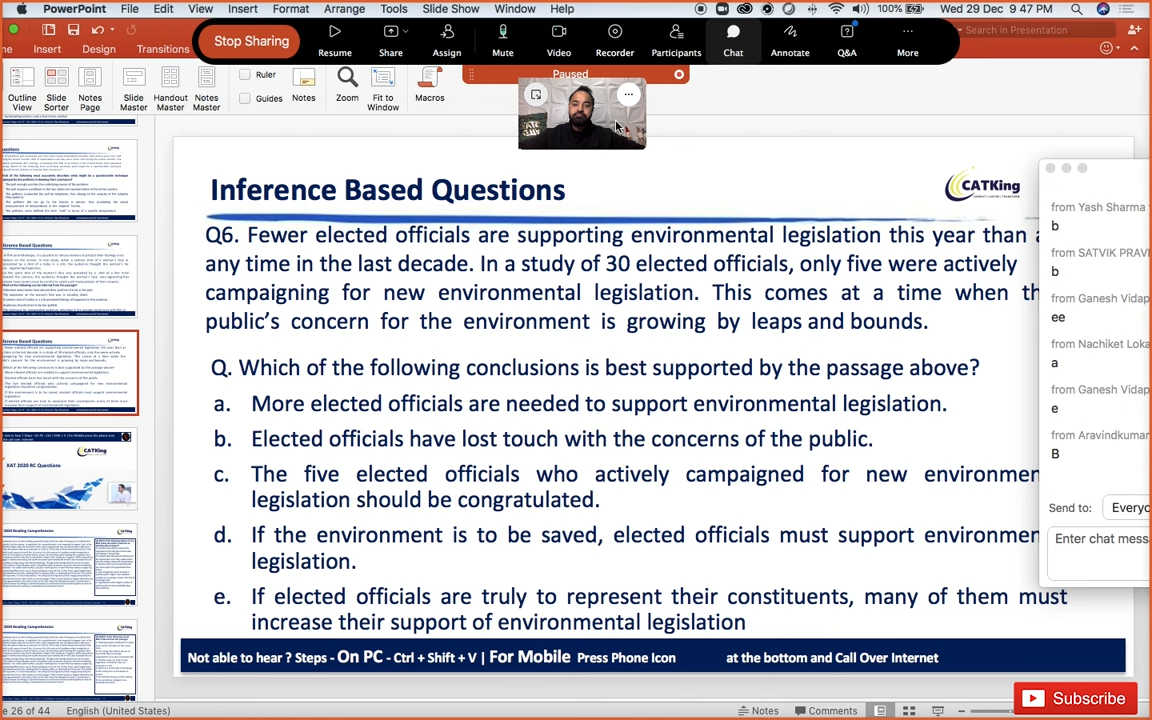 PowerPoint File Edit View Insert Format Arrange Tools Slide Show Window Help 100% Wed 29 Dec 9:47 PM
Stop Sharing
Resume Share Assign Mute Video Recorder Participants Chat Annotate Q&A More
Search in Presentation
Insert Design Transitions
Paused
Ruler
Guides
Outline View
Slide Sorter
Notes Page
Slide Master
Handout Master
Notes Master
Notes
Zoom
Fit to Window
Macros
Inference Based Questions
CATKing
Q6. Fewer elected officials are supporting environmental legislation this year than
any time in the last decade. In a study of 30 elected officials, only five were actively
campaigning for new environmental legislation. This comes at a time when
public's concern for the environment is growing by leaps and bounds.
Q. Which of the following conclusions is best supported by the passage above?
a. More elected officials are needed to support environmental legislation.
b. Elected officials have lost touch with the concerns of the public.
c. The five elected officials who actively campaigned for new environmen
legislation should be congratulated.
d. If the environment is to be saved, elected officials must support environmen
legislation.
e. If elected officials are truly to represent their constituents, many of them must
increase their support of environmental legislation
Not able to hear? Steps - On PC - ctrl + Shift + V | For Mobile Press Phone Icon on the bottom and Call Over Internet
from Yash Sharma
b
from SATVIK PRAVI
b
from Ganesh Vidap
ee
from Nachiket Loka
a
from Ganesh Vidap
e
from Aravindkumar
B
Send to: Everyo
Enter chat mess
XAT 2020 RC Questions
CATKing
e 26 of 44 English (United States) Notes Comments
Subscribe